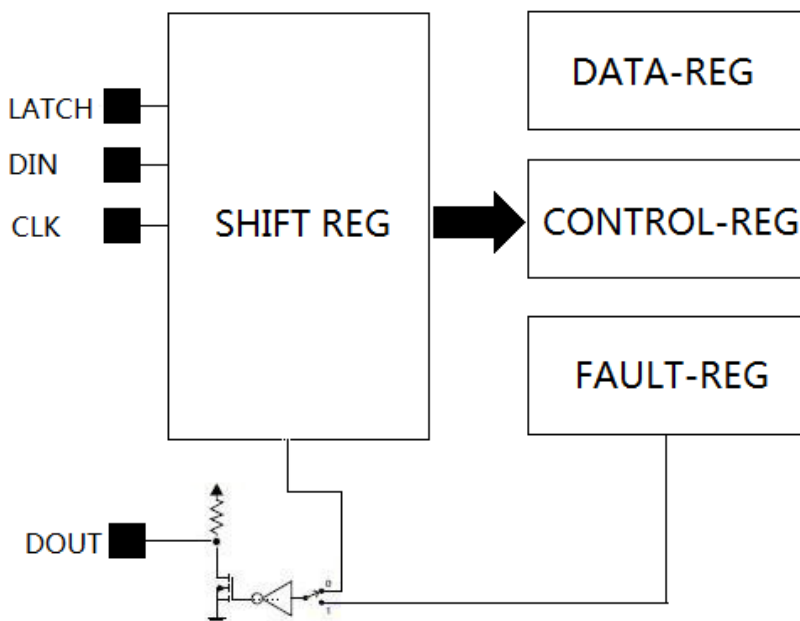 LATCH
DIN
CLK
SHIFT REG
DATA-REG
CONTROL-REG
FAULT-REG
DOUT
0
1